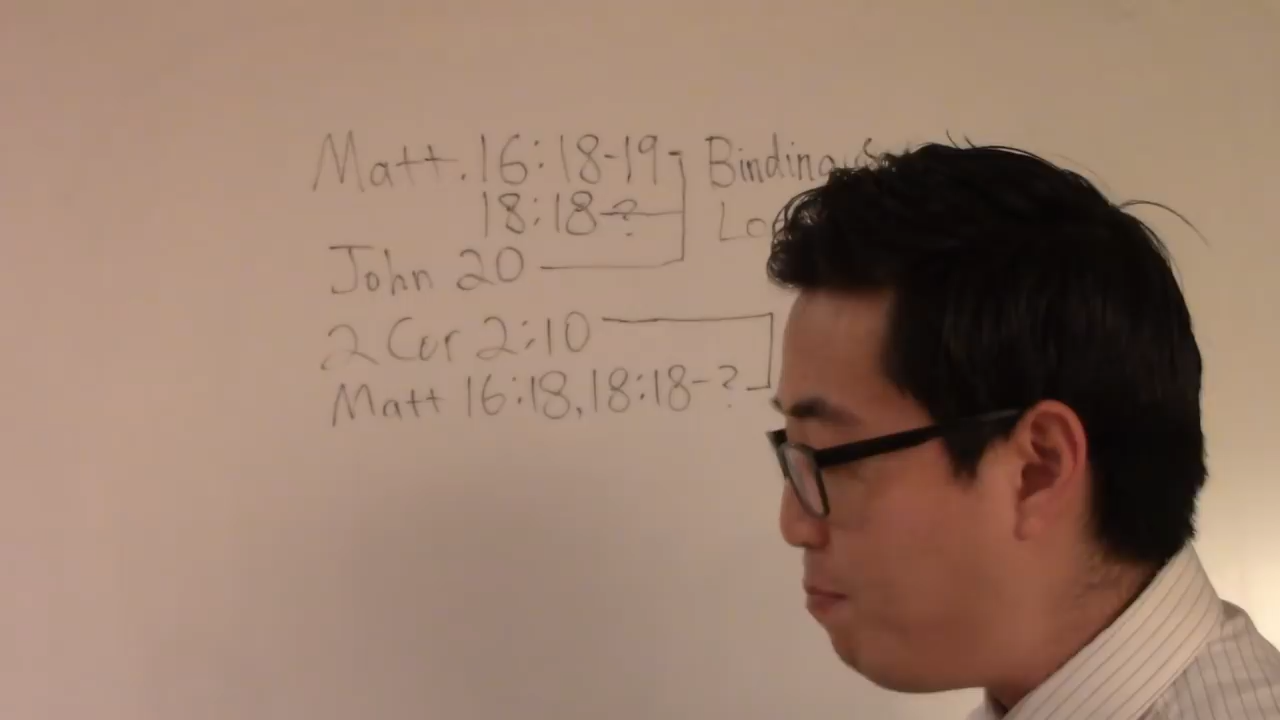 Matt. 16:18-19 Binding
18:18-?
John 20
2 Cor 2:10
Matt 16:18, 18:18-?